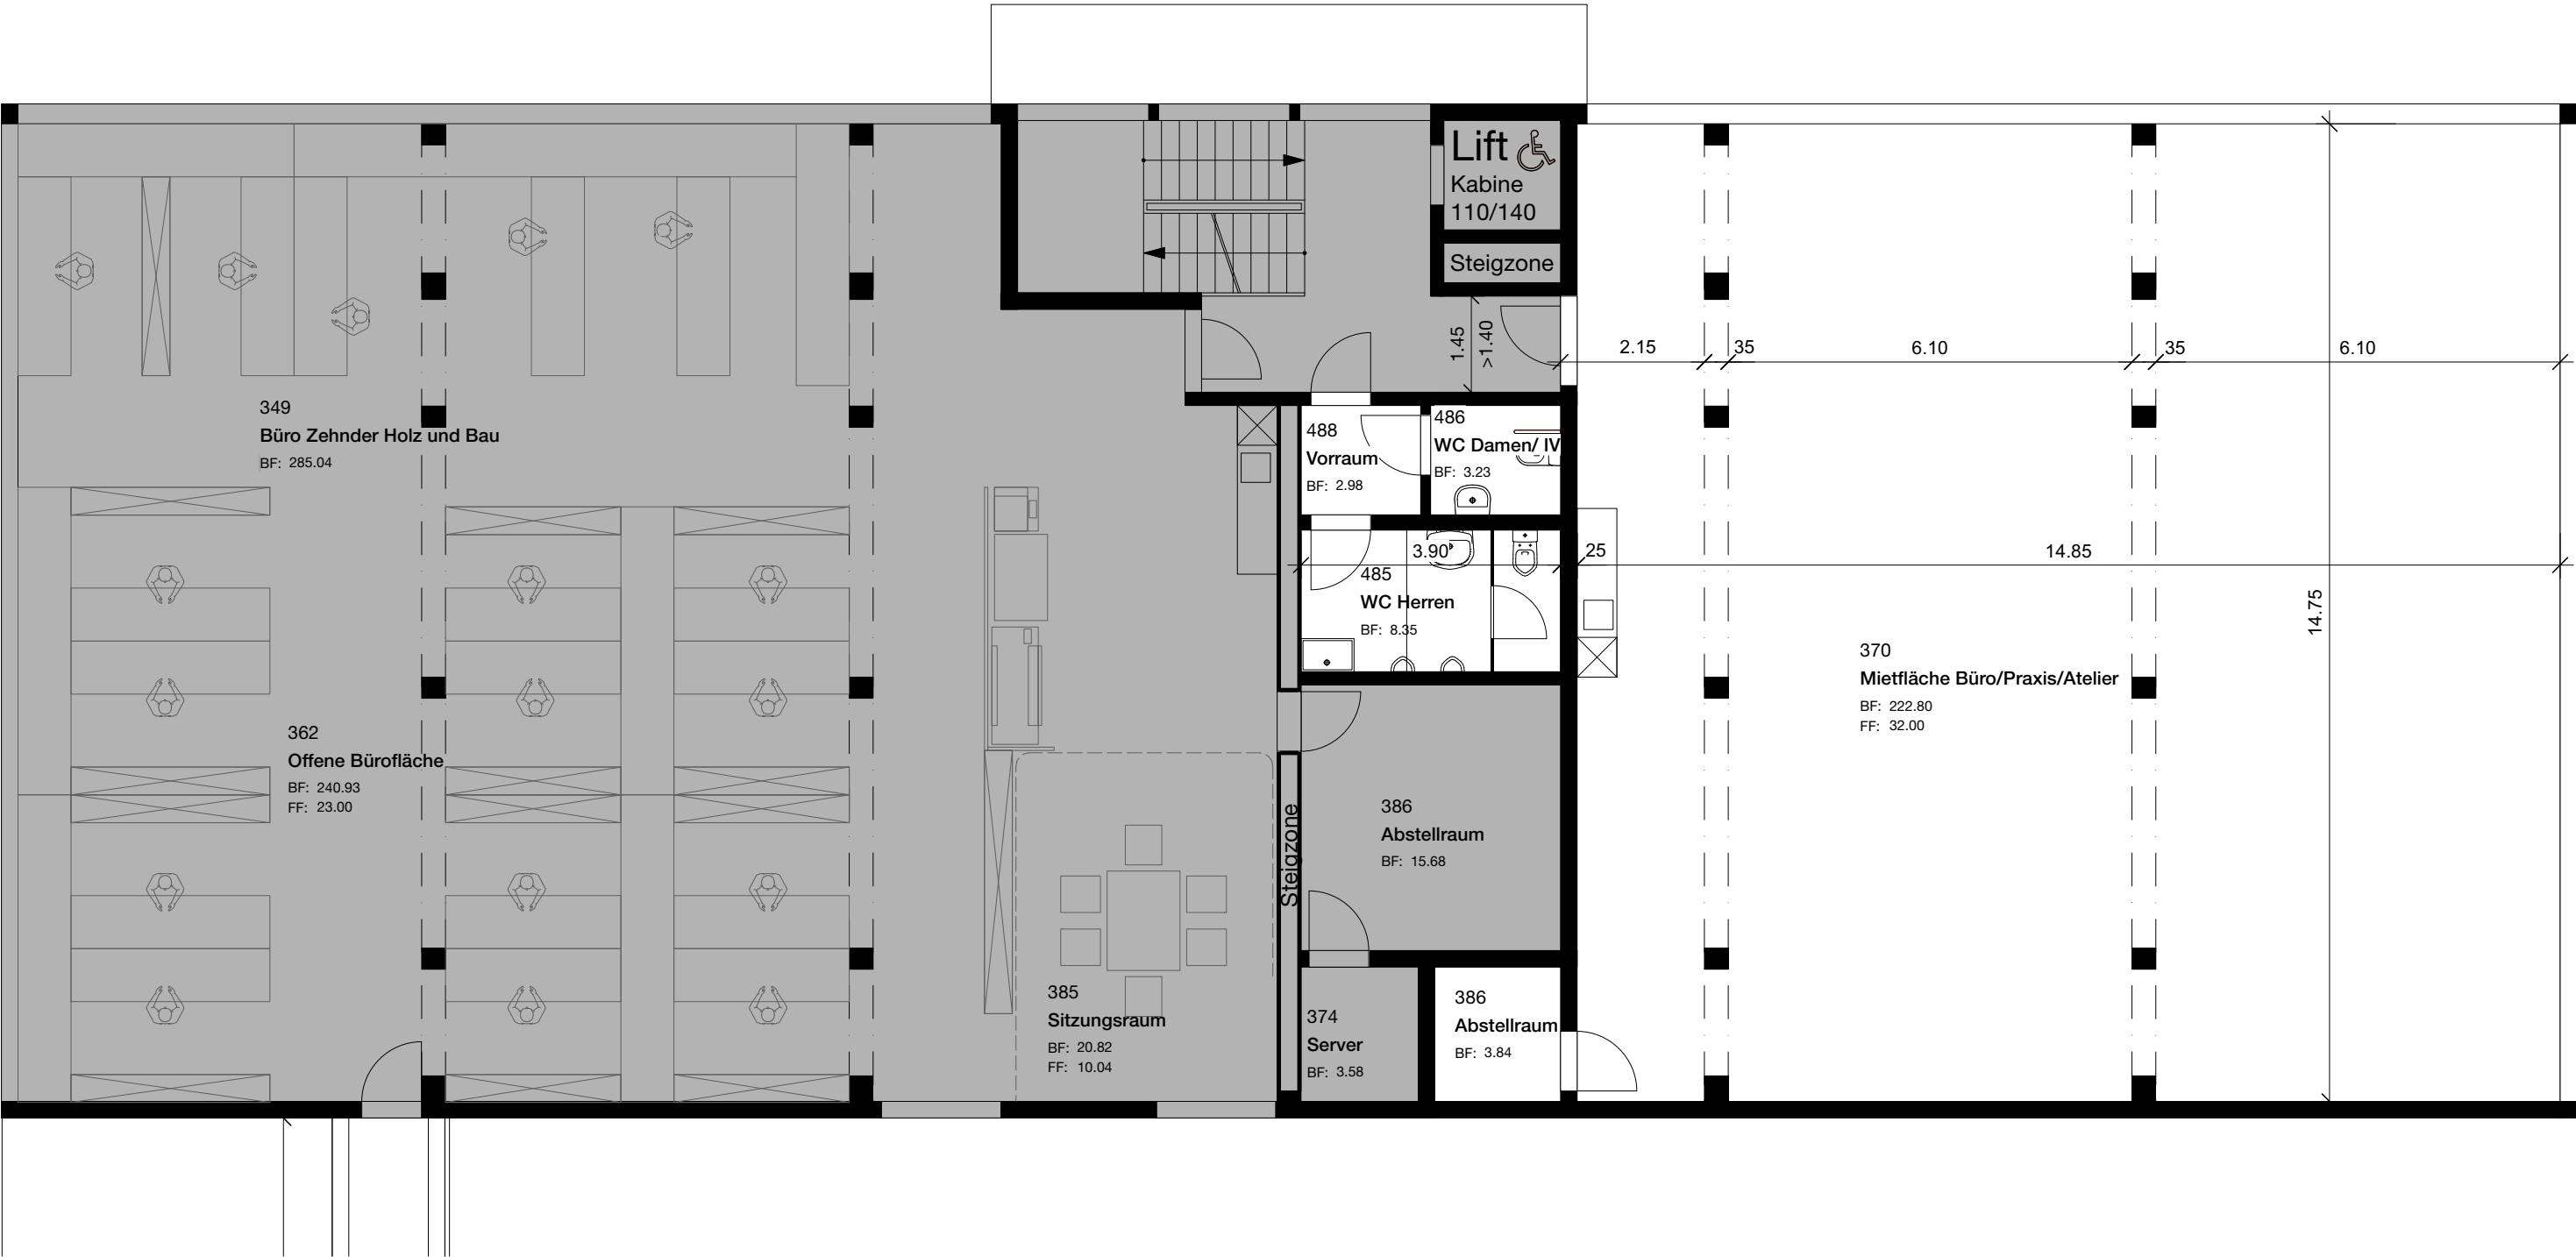 Lift
Kabine
110/140
Steigzone
1.45
>1.40
2.15
35
6.10
35
6.10
349
Büro Zehnder Holz und Bau
BF: 285.04
488
Vorraum
BF: 2.98
486
WC Damen/ IV
BF: 3.23
3.90
25
14.85
485
WC Herren
BF: 8.35
14.75
370
Mietfläche Büro/Praxis/Atelier
BF: 222.80
FF: 32.00
362
Offene Bürofläche
BF: 240.93
FF: 23.00
Steigzone
386
Abstellraum
BF: 15.68
385
Sitzungsraum
BF: 20.82
FF: 10.04
374
Server
BF: 3.58
386
Abstellraum
BF: 3.84